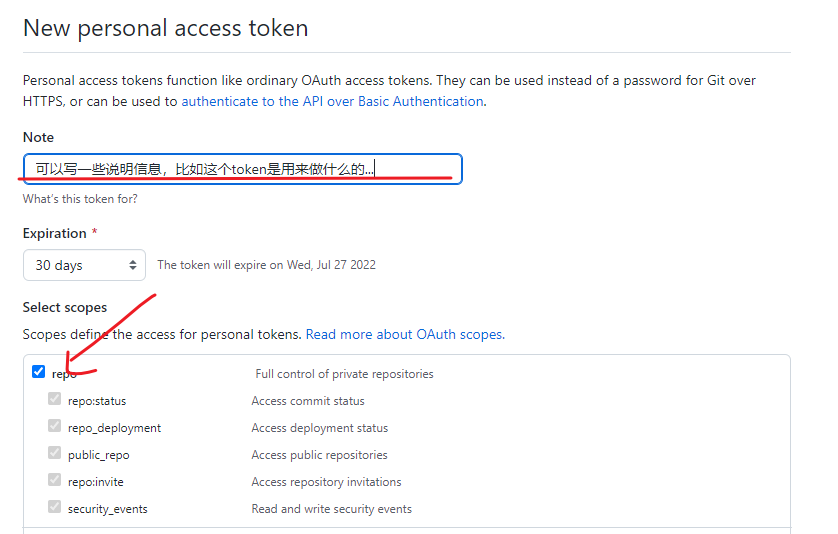 New personal access token
Personal access tokens function like ordinary OAuth access tokens. They can be used instead of a password for Git over
HTTPS, or can be used to authenticate to the API over Basic Authentication.
Note
可以写一些说明信息，比如这个token是用来做什么的...
What's this token for?
Expiration *
30 days The token will expire on Wed, Jul 27 2022
Select scopes
Scopes define the access for personal tokens. Read more about OAuth scopes.
repo Full control of private repositories
repo:status Access commit status
repo_deployment Access deployment status
public_repo Access public repositories
repo:invite Access repository invitations
security_events Read and write security events